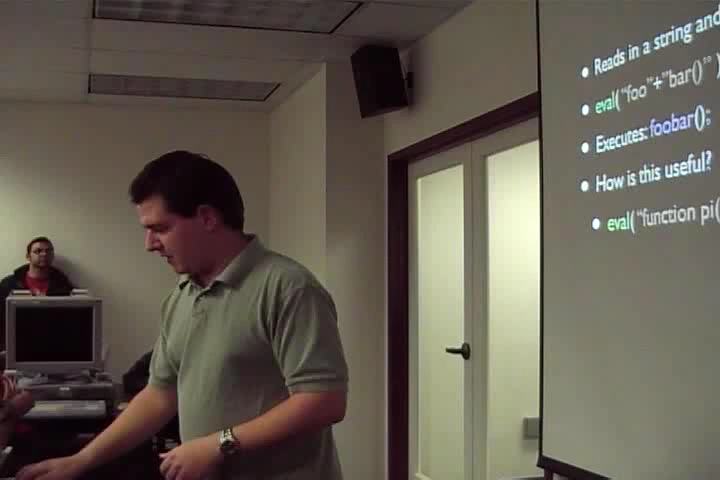 Reads in a string and
eval( "foo"+"bar()" )
Executes: foobar();
How is this useful?
eval( "function pi(